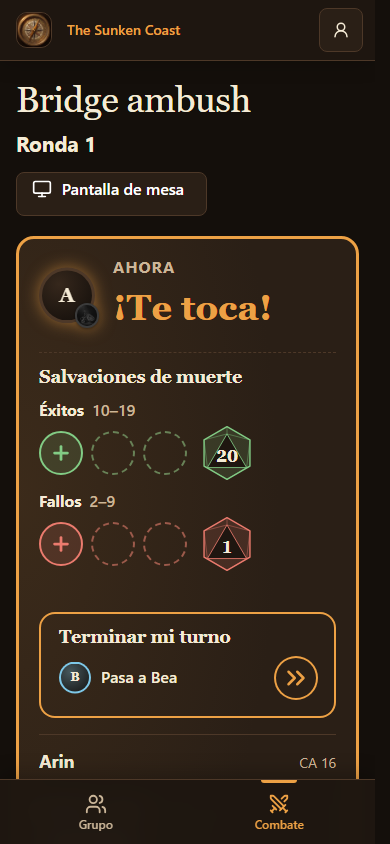 The Sunken Coast
Bridge ambush
Ronda 1
Pantalla de mesa
A
AHORA
¡Te toca!
Salvaciones de muerte
Éxitos 10–19
20
Fallos 2–9
1
Terminar mi turno
B
Pasa a Bea
Arin
CA 16
Grupo
Combate